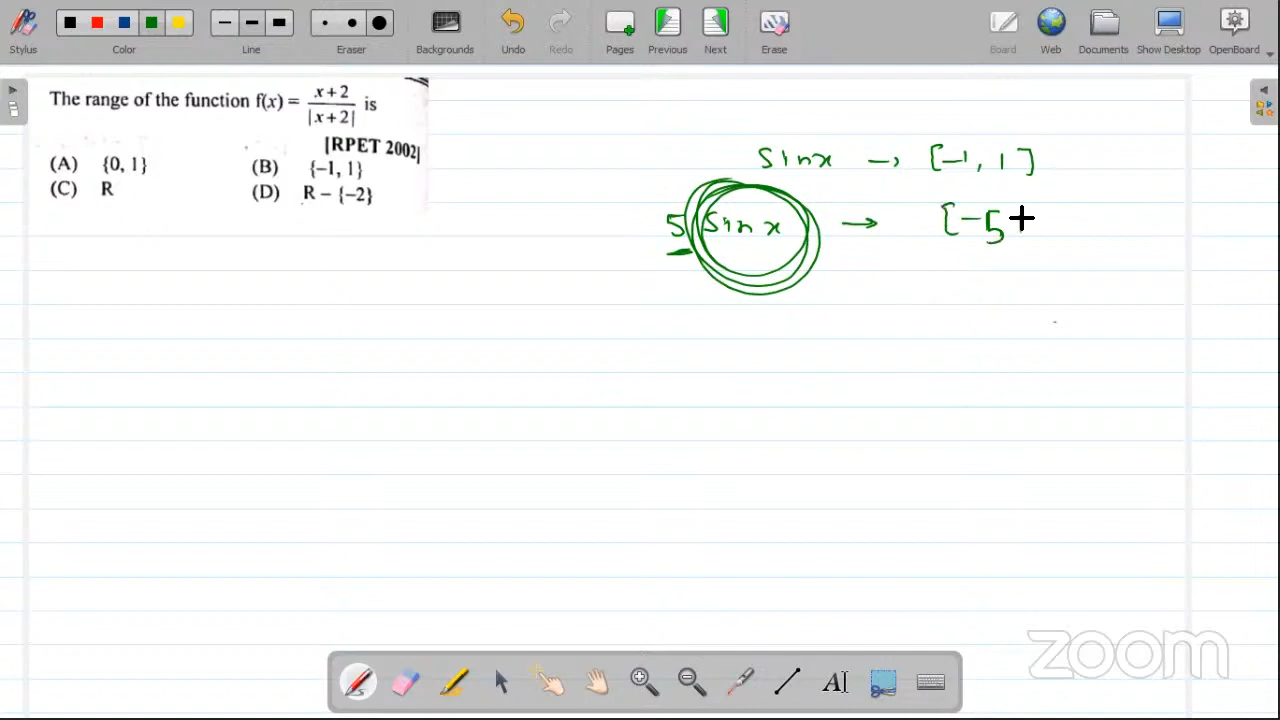 Stylus Color Line Eraser Backgrounds Undo Redo Pages Previous Next Erase Board Web Documents Show Desktop OpenBoard
The range of the function f(x) = x+2 / |x+2| is
[RPET 2002]
(A) {0, 1} (B) {–1, 1}
(C) R (D) R – {–2}
Sinx → [-1, 1]
5 Sinx → [-5
zoom